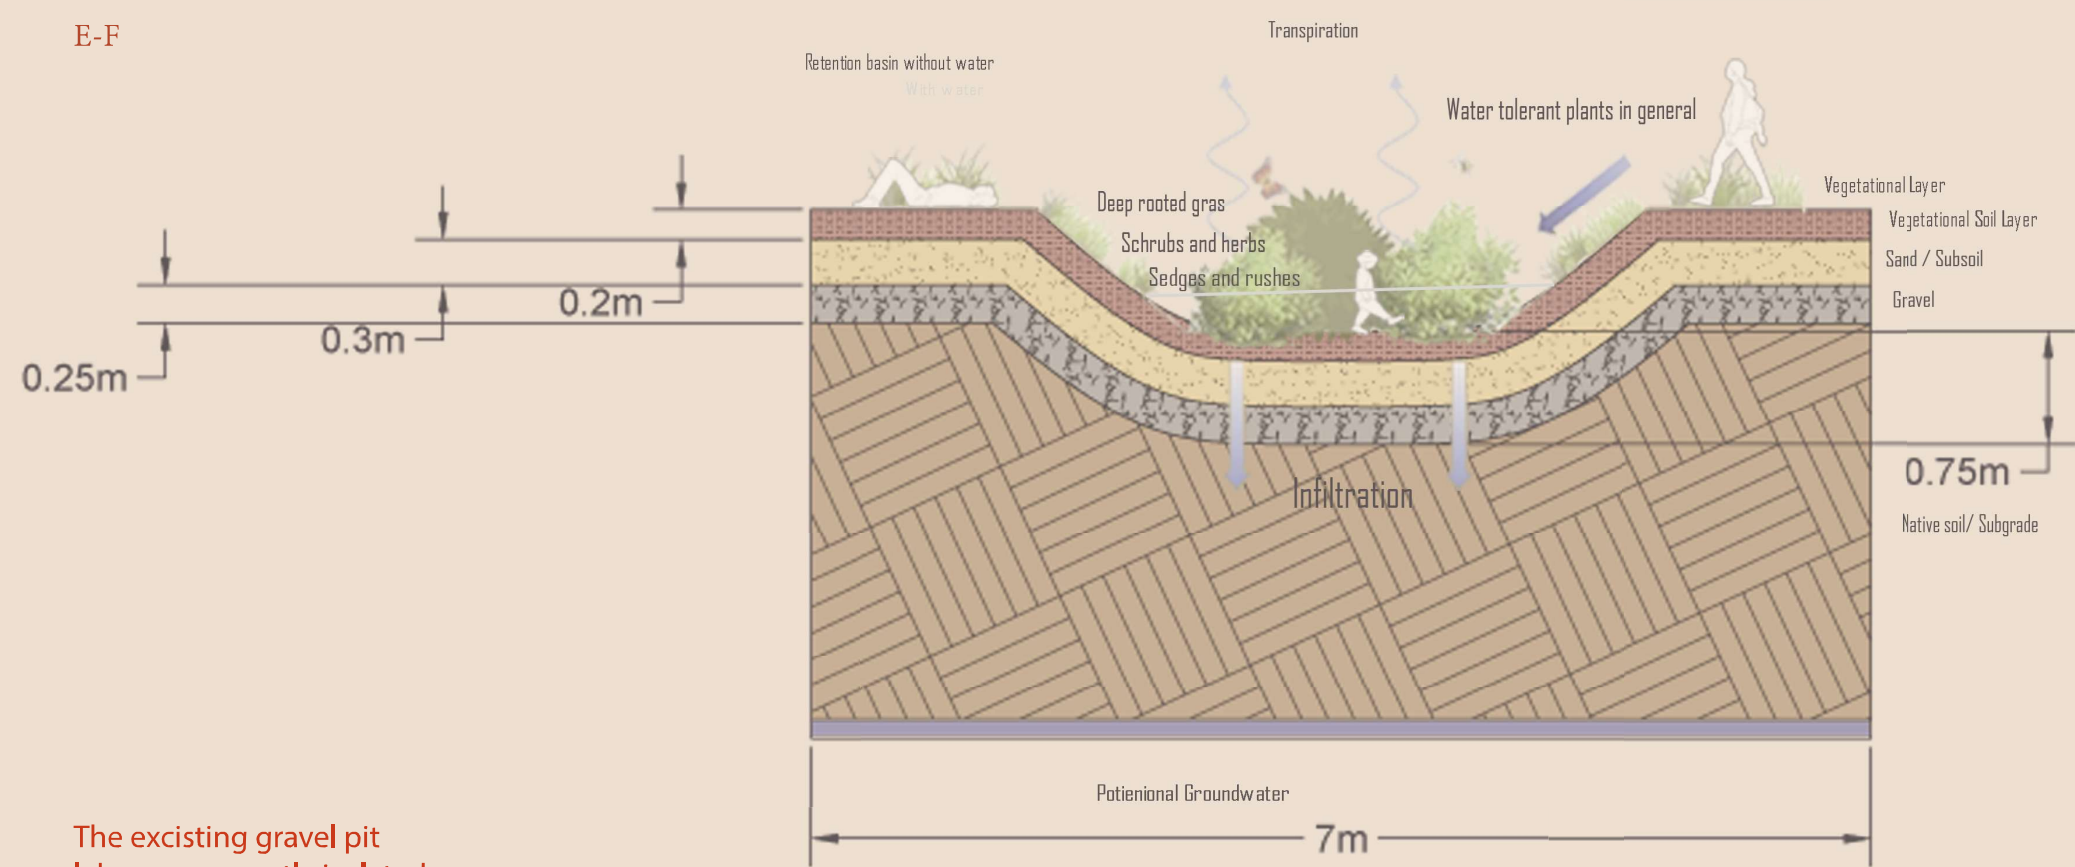 E-F
Transpiration
Retention basin without water
With water
Water tolerant plants in general
Deep rooted gras
Schrubs and herbs
Sedges and rushes
Vegetational Layer
Vegetational Soil Layer
Sand / Subsoil
Gravel
0.2m
0.3m
0.25m
0.75m
Infiltration
Native soil/ Subgrade
Potienional Groundwater
7m
The excisting gravel pit